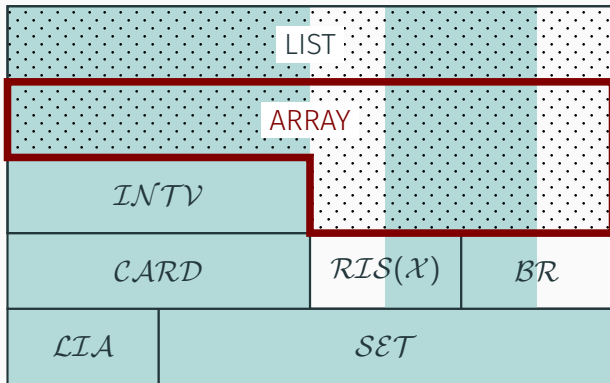 LIST
ARRAY
𝓘𝓝𝓣𝓥
𝓒𝓐𝓡𝓓 𝓡𝓘𝓢(𝓧) 𝓑𝓡
𝓛𝓘𝓐 𝓢𝓔𝓣